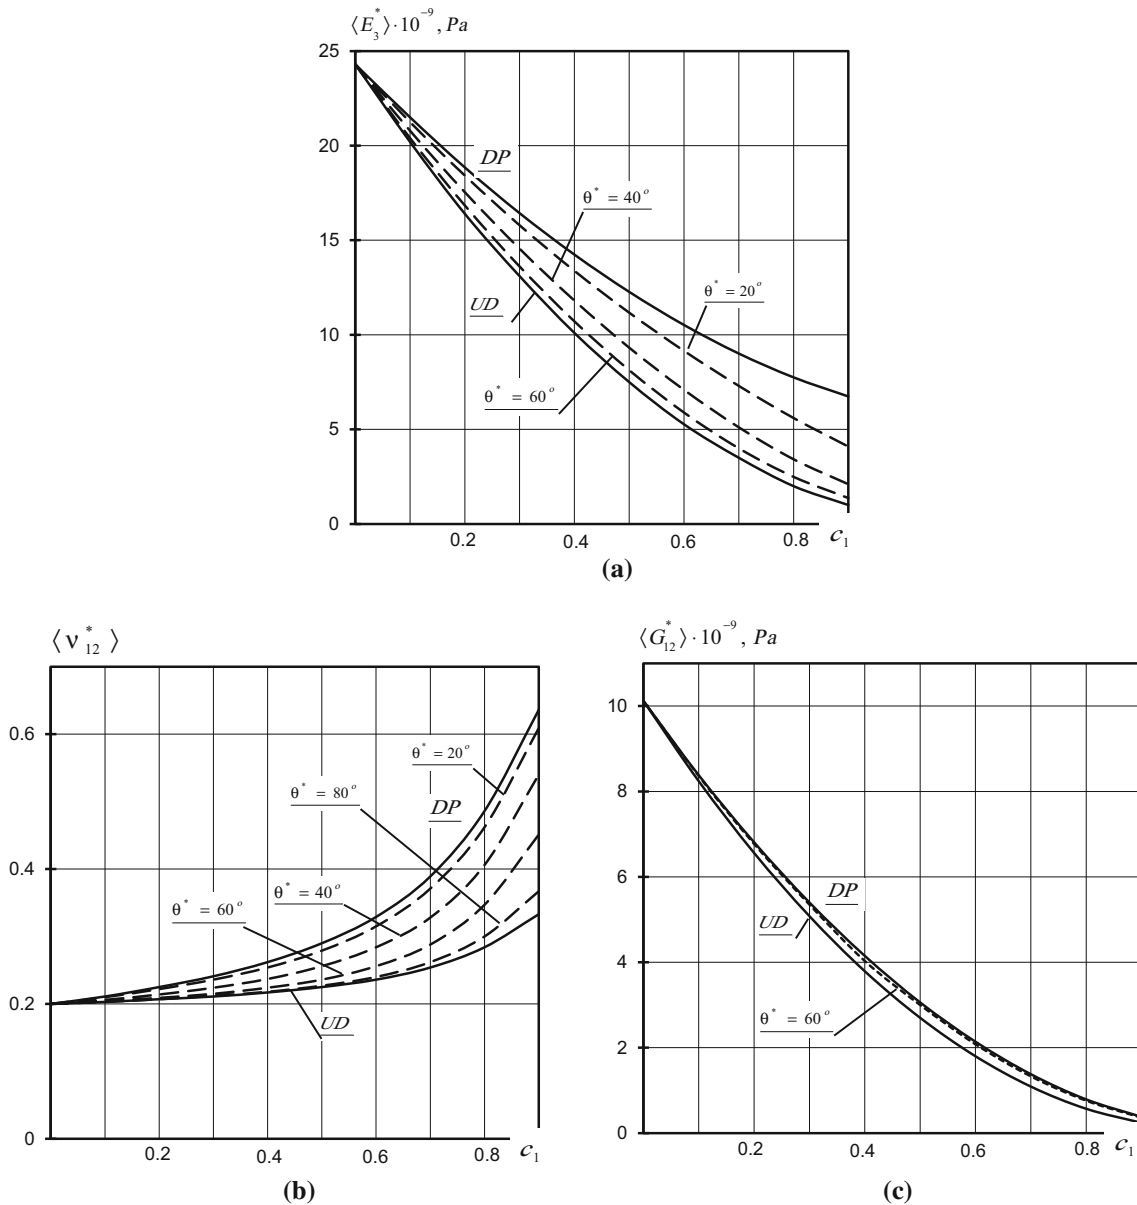 ⟨E₃*⟩·10⁻⁹, Pa
25
20
15
10
5
0
DP
θ* = 40°
θ* = 20°
UD
θ* = 60°
0.2 0.4 0.6 0.8 c₁
(a)
⟨ν₁₂*⟩
0.6
0.4
0.2
0
θ* = 20°
θ* = 80°
DP
θ* = 40°
θ* = 60°
UD
0.2 0.4 0.6 0.8 c₁
(b)
⟨G₁₂*⟩·10⁻⁹, Pa
10
8
6
4
2
0
DP
UD
θ* = 60°
0.2 0.4 0.6 0.8 c₁
(c)